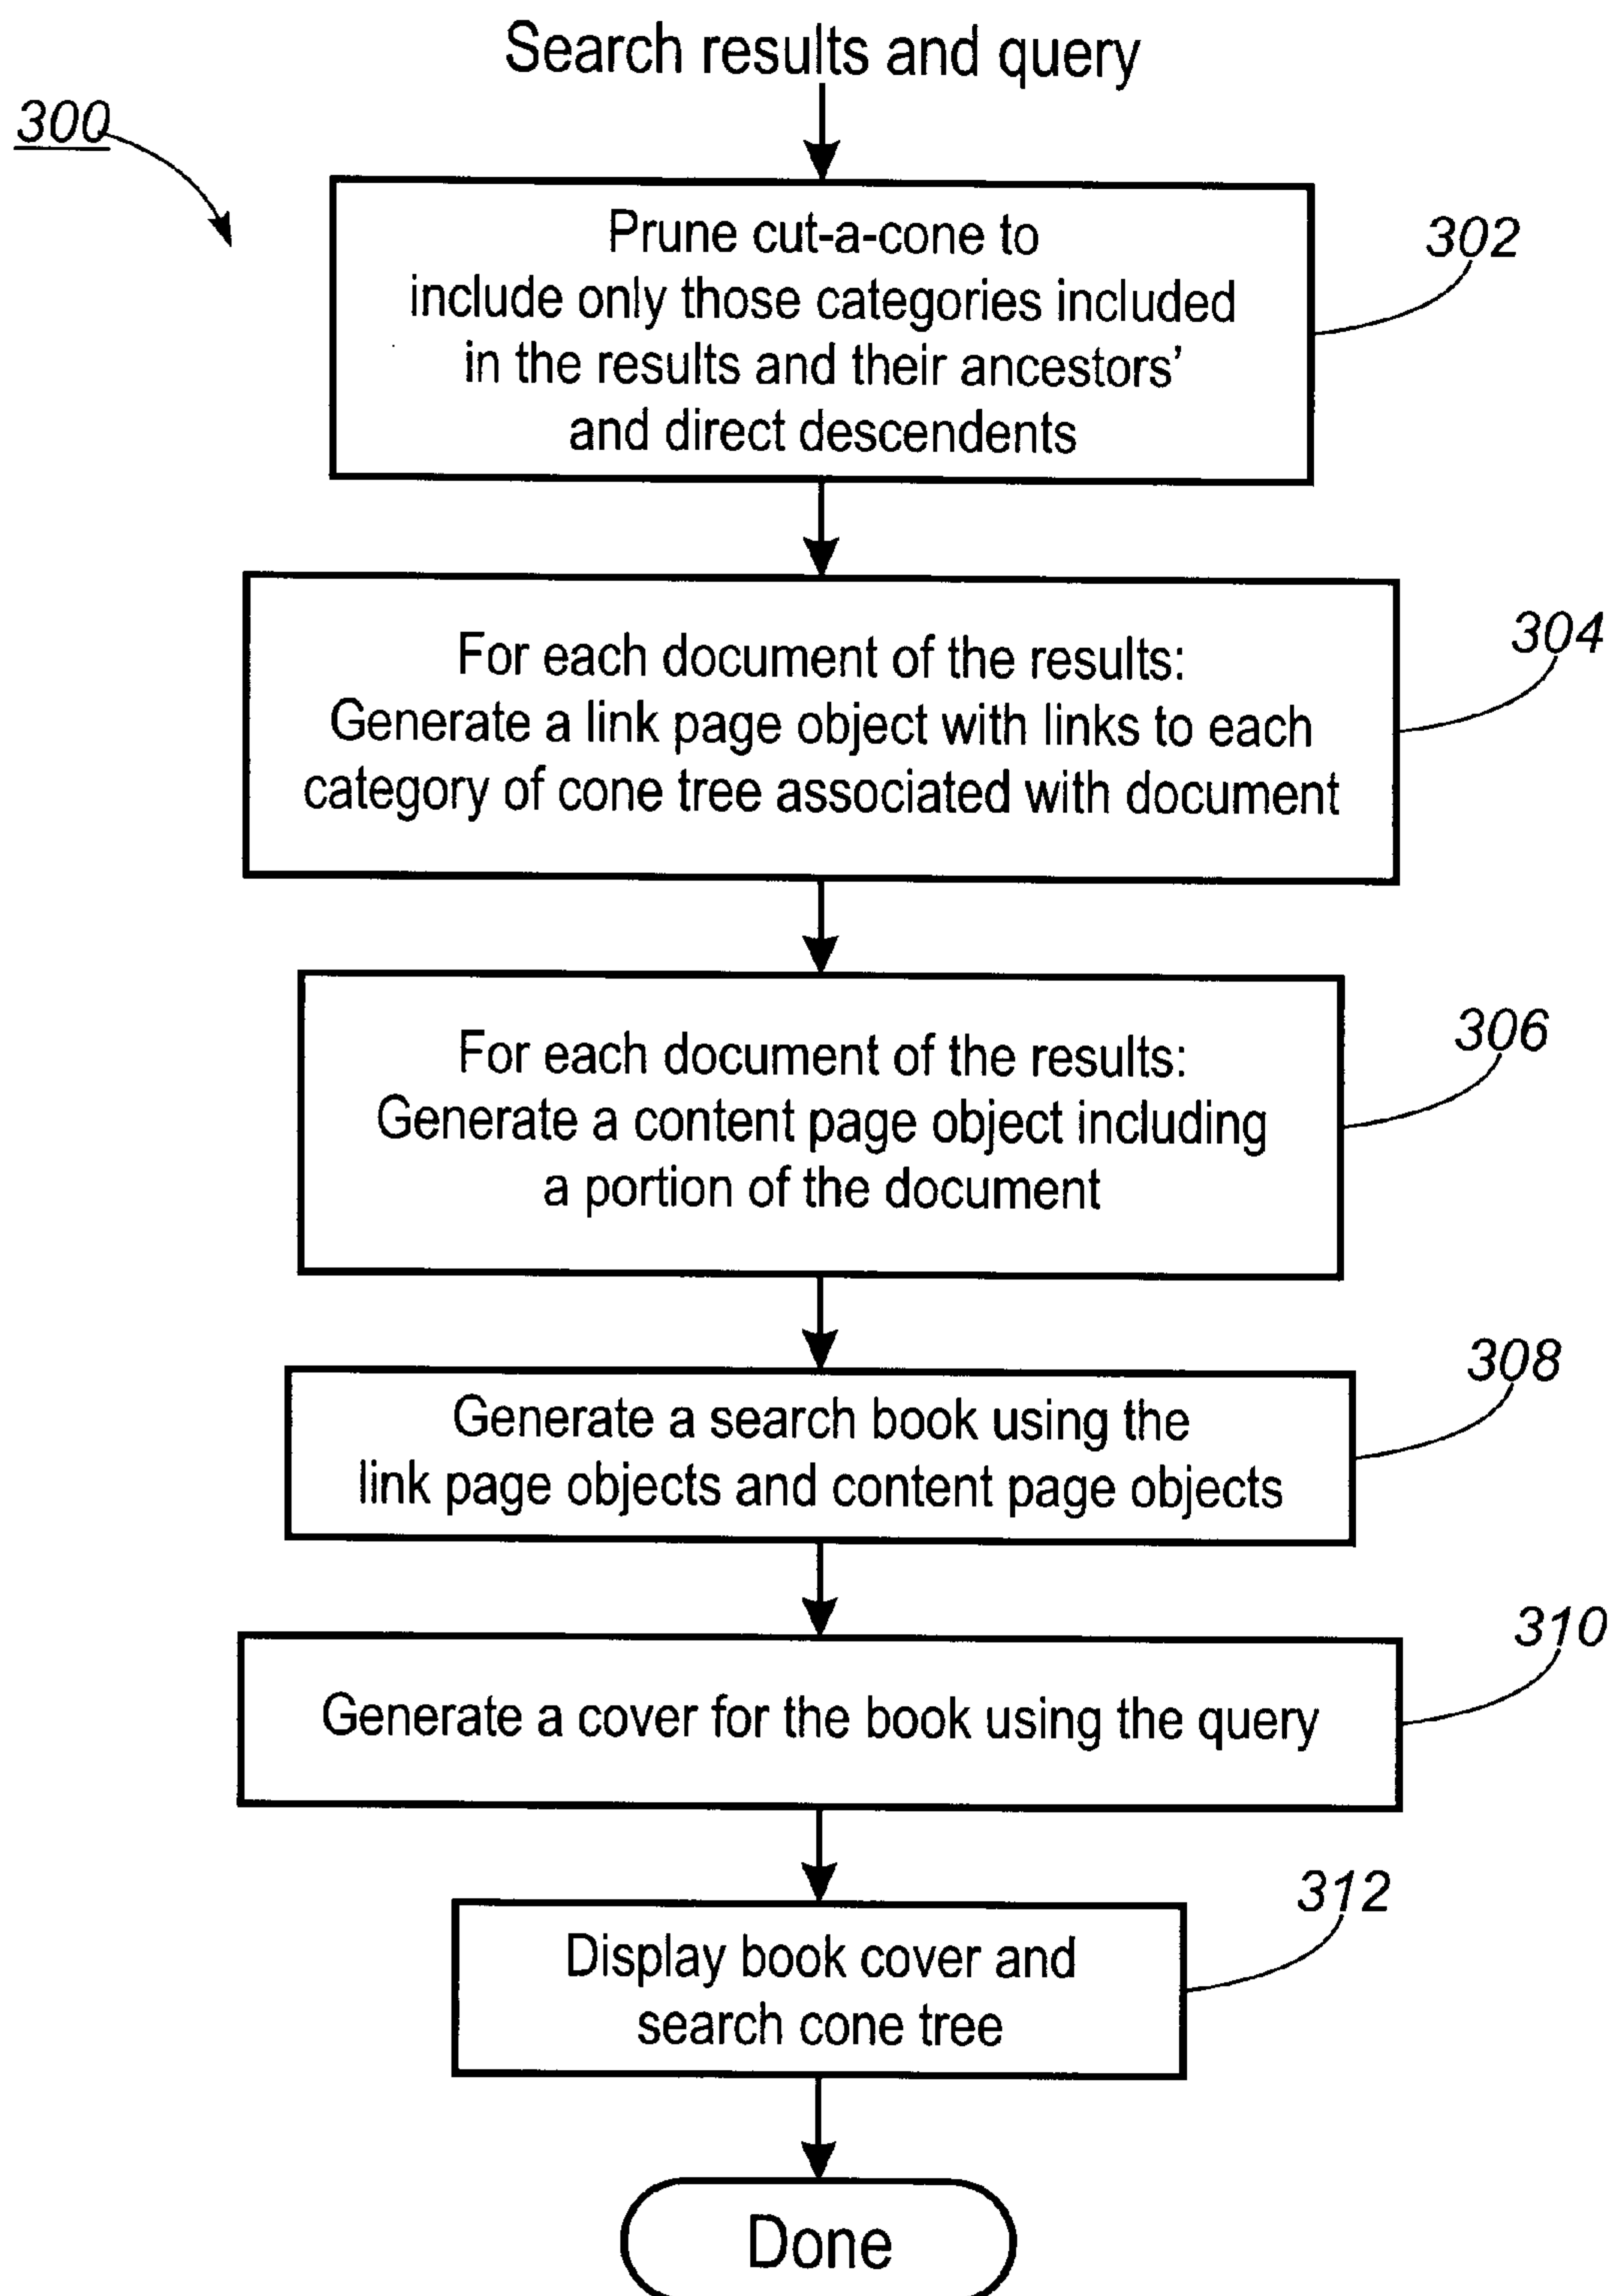 Search results and query
300
Prune cut-a-cone to
include only those categories included
in the results and their ancestors’
and direct descendents
302
For each document of the results:
Generate a link page object with links to each
category of cone tree associated with document
304
For each document of the results:
Generate a content page object including
a portion of the document
306
Generate a search book using the
link page objects and content page objects
308
Generate a cover for the book using the query
310
Display book cover and
search cone tree
312
Done